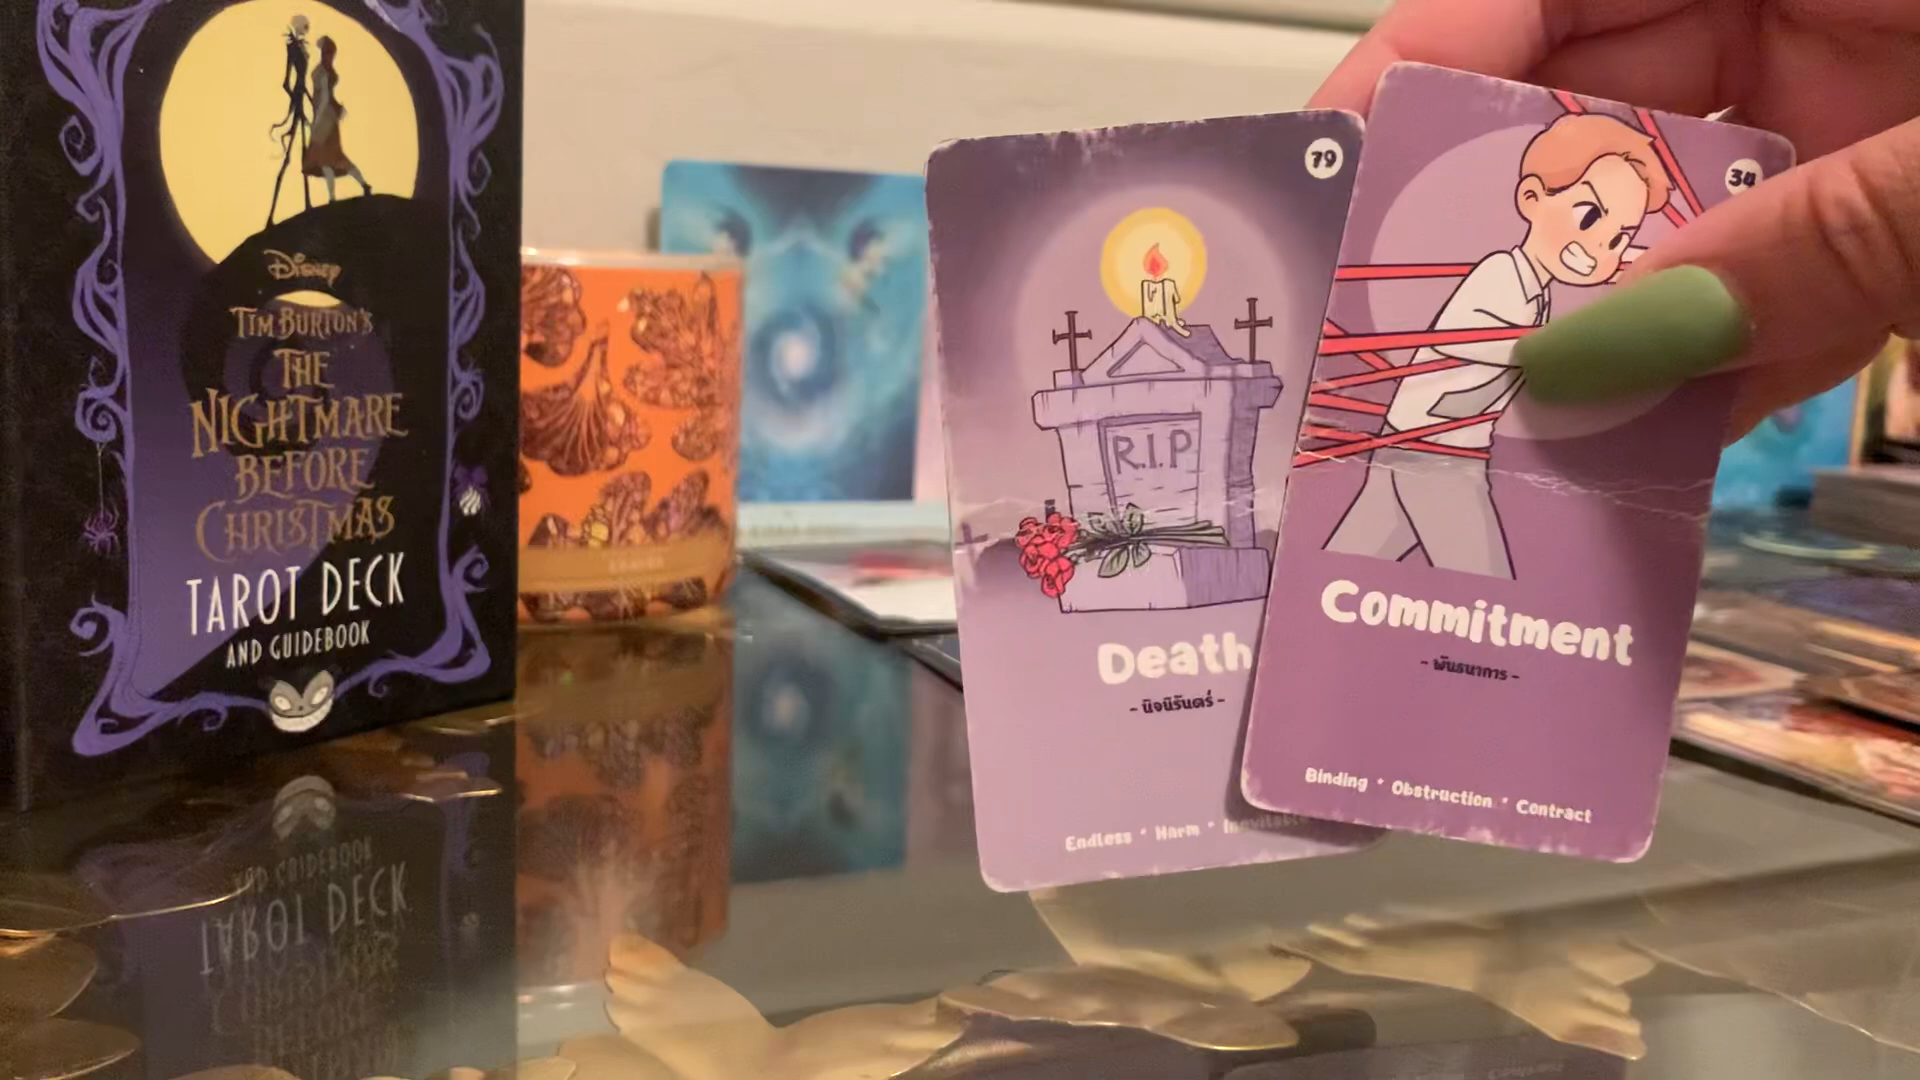 Disney
TIM BURTON'S
THE
NIGHTMARE
BEFORE
CHRISTMAS
TAROT DECK
AND GUIDEBOOK
79
R.I.P
Death
- นิจนิรันดร์ -
Endless * Harm * Inevitable
34
Commitment
- พันธนาการ -
Binding * Obstruction * Contract